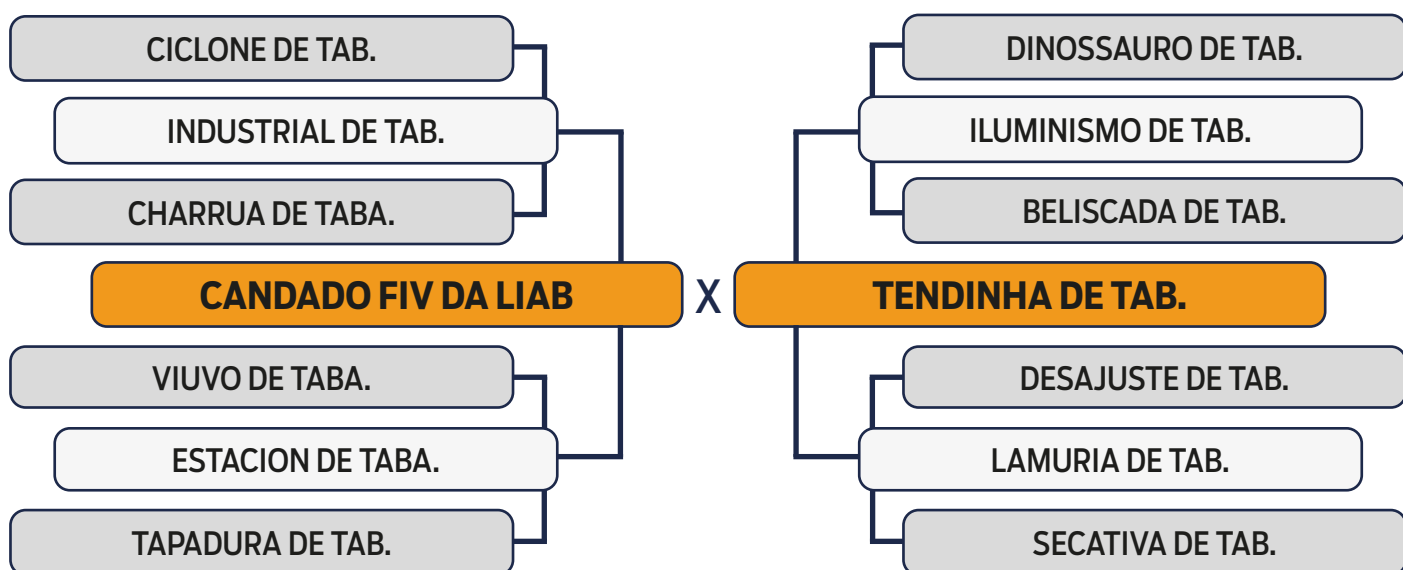 CICLONE DE TAB.
INDUSTRIAL DE TAB.
CHARRUA DE TABA.
CANDADO FIV DA LIAB
VIUVO DE TABA.
ESTACION DE TABA.
TAPADURA DE TAB.
X
DINOSSAURO DE TAB.
ILUMINISMO DE TAB.
BELISCADA DE TAB.
TENDINHA DE TAB.
DESAJUSTE DE TAB.
LAMURIA DE TAB.
SECATIVA DE TAB.